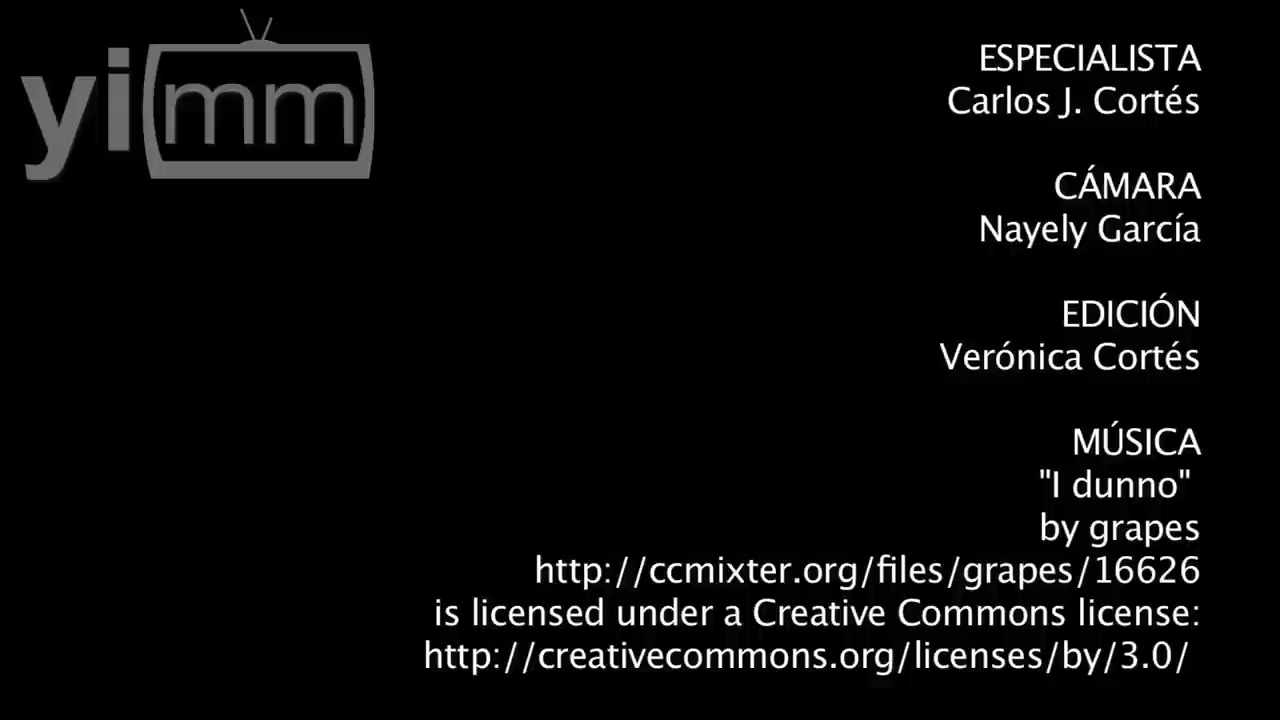 yimm
ESPECIALISTA
Carlos J. Cortés
CÁMARA
Nayely García
EDICIÓN
Verónica Cortés
MÚSICA
"I dunno"
by grapes
http://ccmixter.org/files/grapes/16626
is licensed under a Creative Commons license:
http://creativecommons.org/licenses/by/3.0/